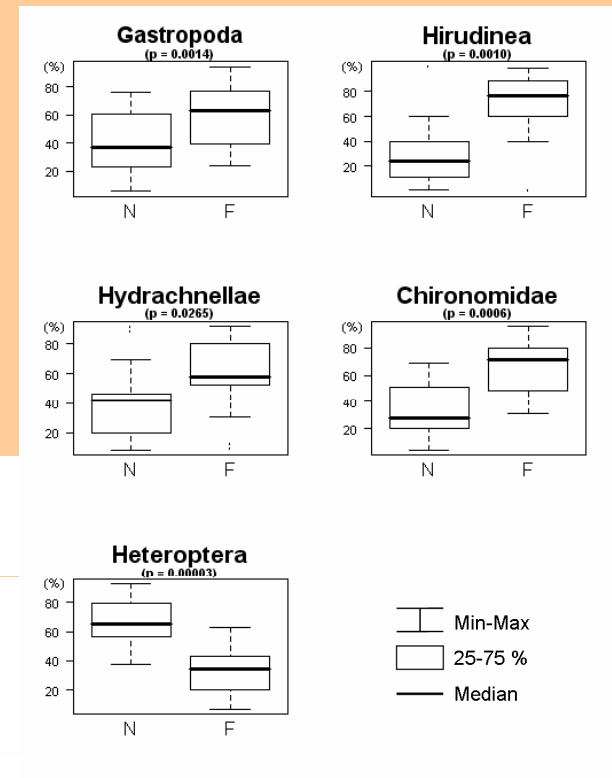 Gastropoda
(p = 0.0014)
(%)
80
60
40
20
N F
Hirudinea
(p = 0.0010)
(%)
80
60
40
20
N F
Hydrachnellae
(p = 0.0265)
(%)
80
60
40
20
N F
Chironomidae
(p = 0.0006)
(%)
80
60
40
20
N F
Heteroptera
(p = 0.00003)
(%)
80
60
40
20
N F
Min-Max
25-75 %
Median